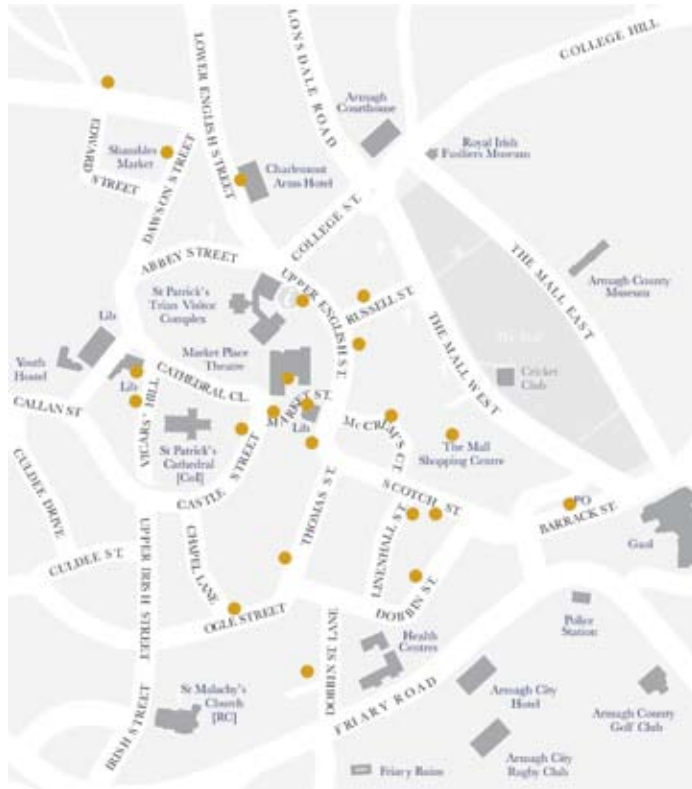 COLLEGE HILL
LONSDALE ROAD
LOWER ENGLISH STREET
Armagh
Courthouse
Royal Irish
Fusiliers Museum
EDWARD
STREET
Shambles
Market
DAWSON STREET
Charlemont
Arms Hotel
COLLEGE ST.
ABBEY STREET
THE MALL EAST
Armagh County
Museum
St Patrick's
Trian Visitor
Complex
UPPER ENGLISH ST.
RUSSELL ST.
THE MALL WEST
Lib
Youth
Hostel
Market Place
Theatre
Lib
CATHEDRAL CL.
Cricket
Club
CALLAN ST
VICARS' HILL
MARKET ST.
Lib
St Patrick's
Cathedral
[CoI]
McCRUM'S CT.
The Mall
Shopping Centre
CULDEE DRIVE
CASTLE STREET
SCOTCH ST.
PO
BARRACK ST.
Gaol
THOMAS ST.
LINENHALL ST.
CULDEE ST.
UPPER IRISH STREET
CHAPEL LANE
DOBBIN ST.
OGLE STREET
Police
Station
DOBBIN ST LANE
Health
Centres
FRIARY ROAD
St Malachy's
Church
[RC]
IRISH STREET
Armagh City
Hotel
Armagh County
Golf Club
Armagh City
Rugby Club
Friary Ruins